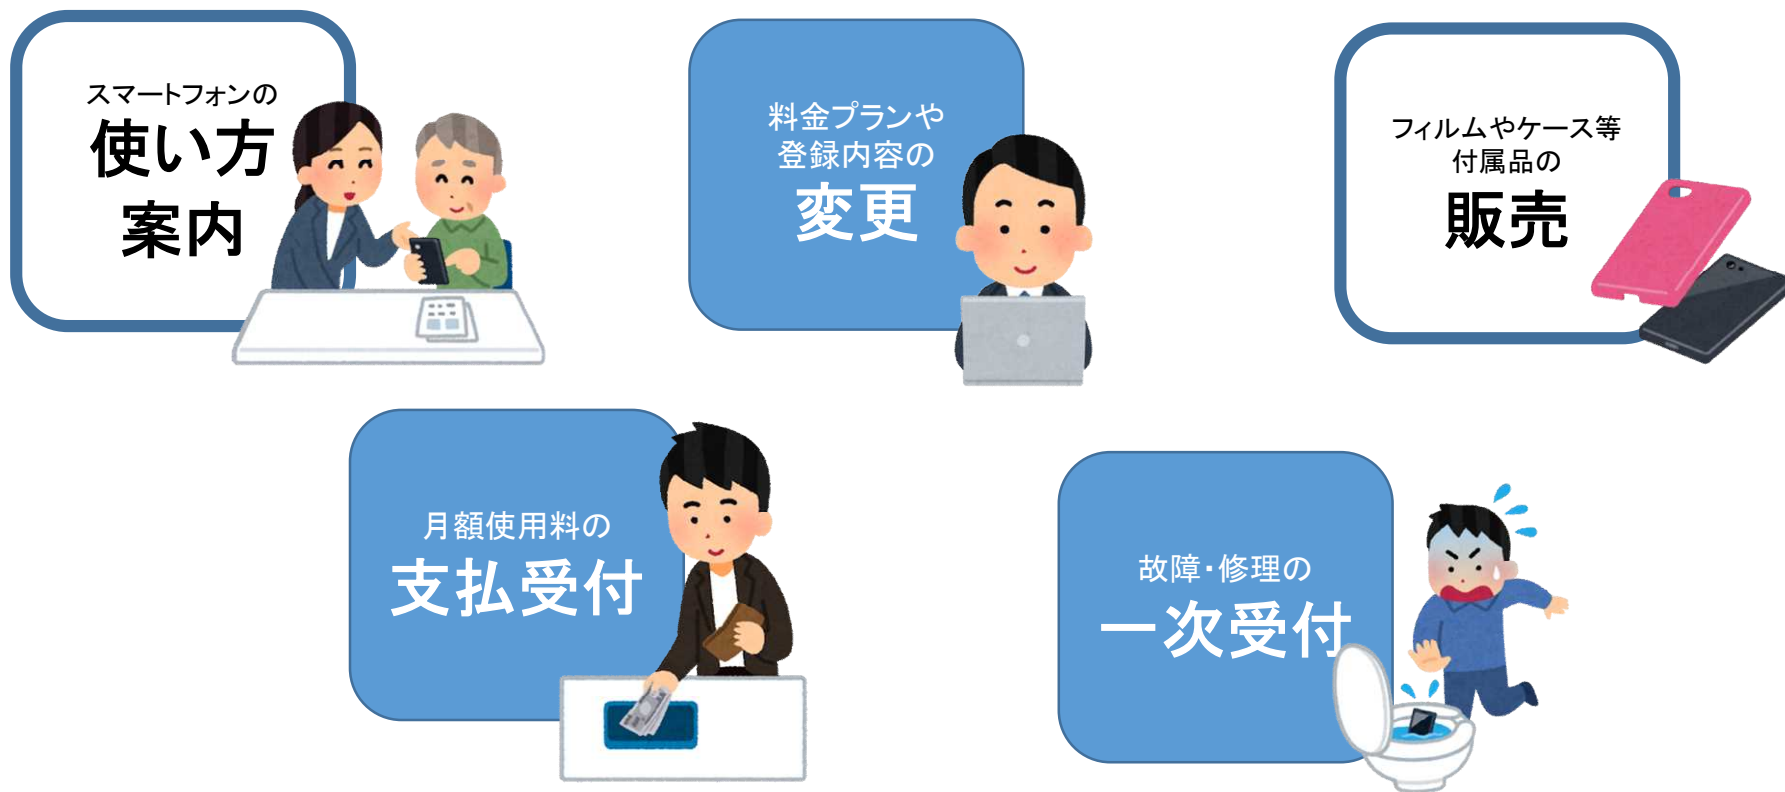 スマートフォンの
使い方
案内
料金プランや
登録内容の
変更
フィルムやケース等
付属品の
販売
月額使用料の
支払受付
故障・修理の
一次受付